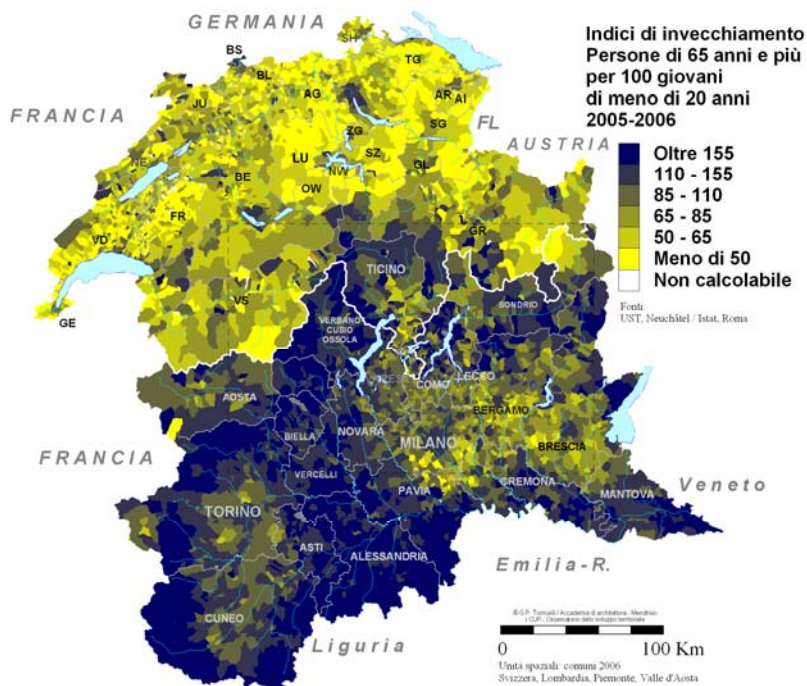 GERMANIA
Indici di invecchiamento
Persone di 65 anni e più
per 100 giovani
di meno di 20 anni
2005-2006
Oltre 155
110 - 155
85 - 110
65 - 85
50 - 65
Meno di 50
Non calcolabile
Fonti:
UST, Neuchâtel / Istat, Roma
SH
BS
BL
TG
JU
AG
AR
AI
FRANCIA
ZG
SG
FL
AUSTRIA
NE
LU
SZ
BE
NW
GL
OW
FR
VD
GR
TICINO
VS
GE
SONDRIO
VERBANO
CUSIO
OSSOLA
COMO
LECCO
AOSTA
BERGAMO
BIELLA
NOVARA
MILANO
BRESCIA
FRANCIA
VERCELLI
CREMONA
PAVIA
MANTOVA
Veneto
TORINO
ASTI
ALESSANDRIA
Emilia-R.
CUNEO
Liguria
0 100 Km
Unità spaziali: comuni 2006
Svizzera, Lombardia, Piemonte, Valle d'Aosta